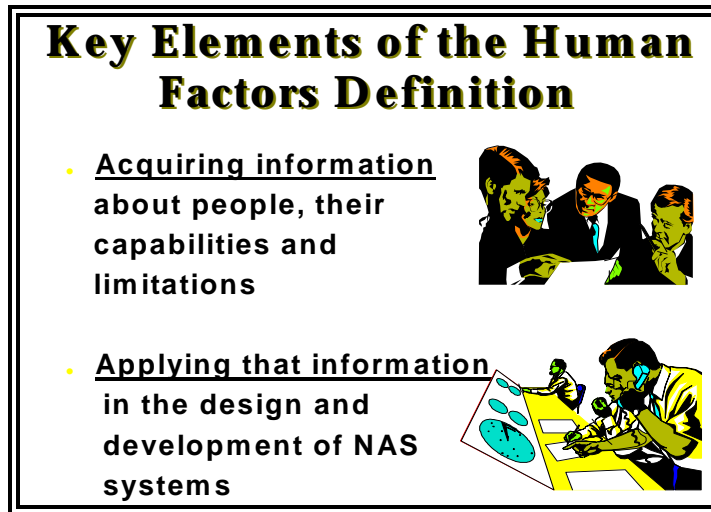 Key Elements of the Human
Factors Definition
. Acquiring information
about people, their
capabilities and
limitations
. Applying that information
in the design and
development of NAS
systems